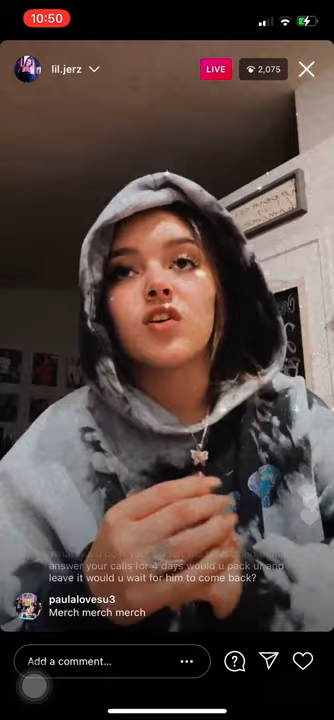 10:50
lil.jerz
LIVE
2,075
answer your calls for 4 days would u pack up and
leave it would u wait for him to come back?
paulalovesu3
Merch merch merch
Add a comment...